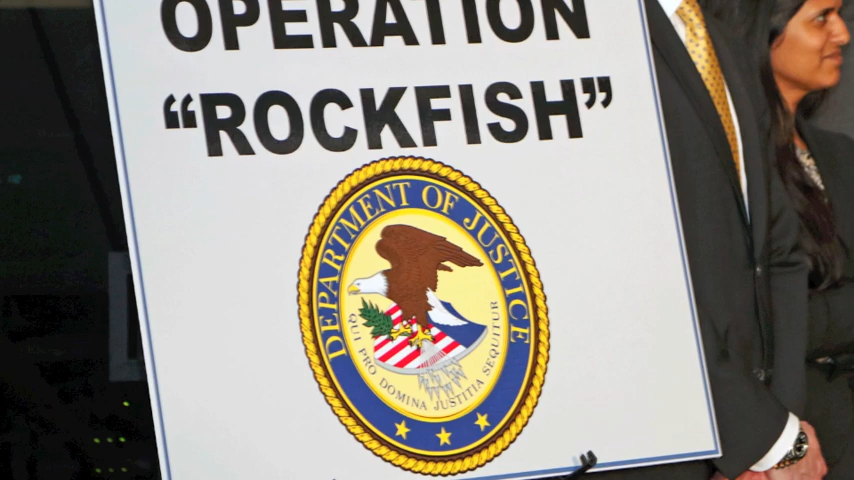 OPERATION
“ROCKFISH”
DEPARTMENT OF JUSTICE
QUI PRO DOMINA JUSTITIA SEQUITUR